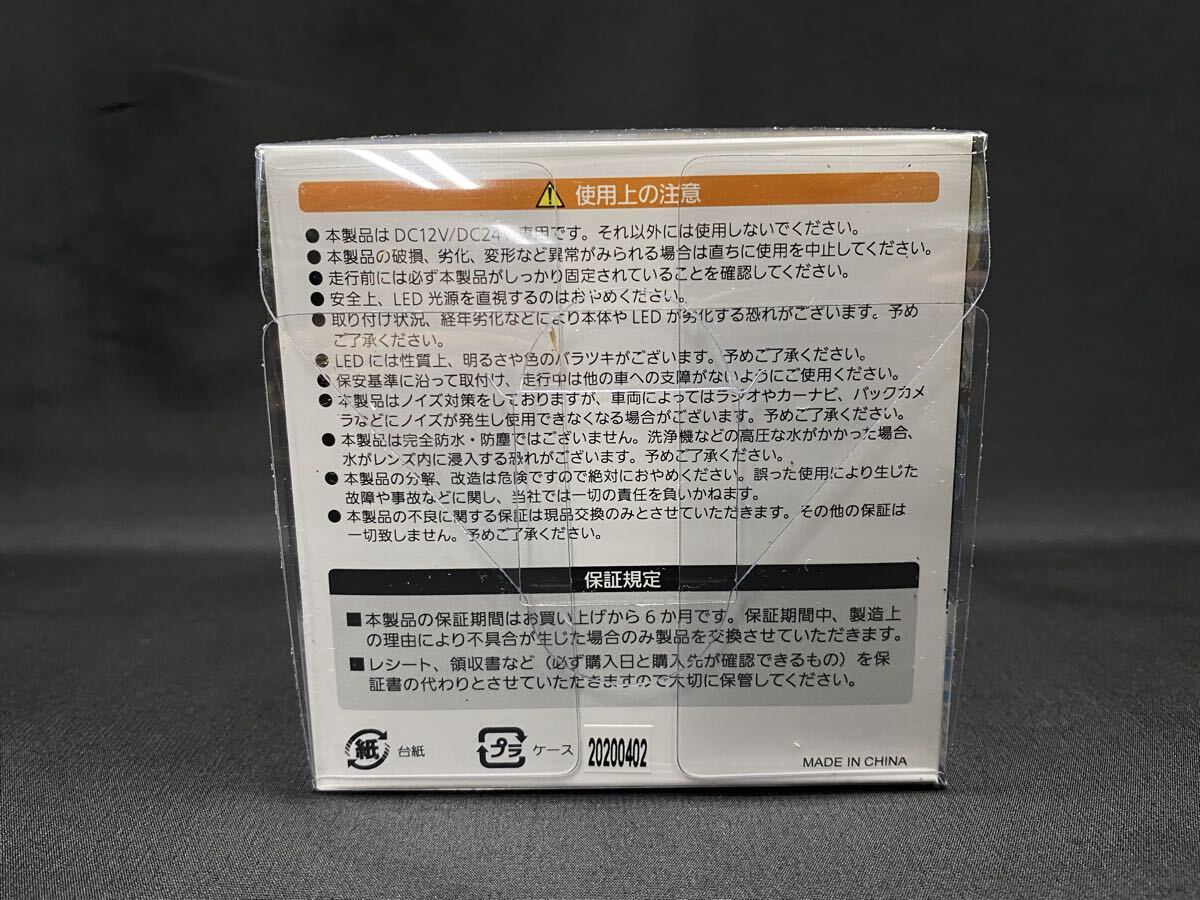 使用上の注意
●本製品は DC12V/DC24V専用です。それ以外には使用しないでください。
●本製品の破損、劣化、変形など異常がみられる場合は直ちに使用を中止してください。
●走行前には必ず本製品がしっかり固定されていることを確認してください。
●安全上、LED 光源を直視するのはおやめください。
●取り付け状況、経年劣化などにより本体や LED が劣化する恐れがございます。予め
ご了承ください。
●LED には性質上、明るさや色のバラツキがございます。予めご了承ください。
●保安基準に沿って取付け、走行中は他の車への支障がないようにご使用ください。
●本製品はノイズ対策をしておりますが、車両によってはラジオやカーナビ、バックカメ
ラなどにノイズが発生し使用できなくなる場合がございます。予めご了承ください。
●本製品は完全防水・防塵ではございません。洗浄機などの高圧な水がかかった場合、
水がレンズ内に浸入する恐れがございます。予めご了承ください。
●本製品の分解、改造は危険ですので絶対におやめください。誤った使用により生じた
故障や事故などに関し、当社では一切の責任を負いかねます。
●本製品の不良に関する保証は現品交換のみとさせていただきます。その他の保証は
一切致しません。予めご了承ください。
保証規定
■本製品の保証期間はお買い上げから 6 か月です。保証期間中、製造上
の理由により不具合が生じた場合のみ製品を交換させていただきます。
■レシート、領収書など（必ず購入日と購入先が確認できるもの）を保
証書の代わりとさせていただきますので大切に保管してください。
紙 台紙 プラ ケース 20200402 MADE IN CHINA